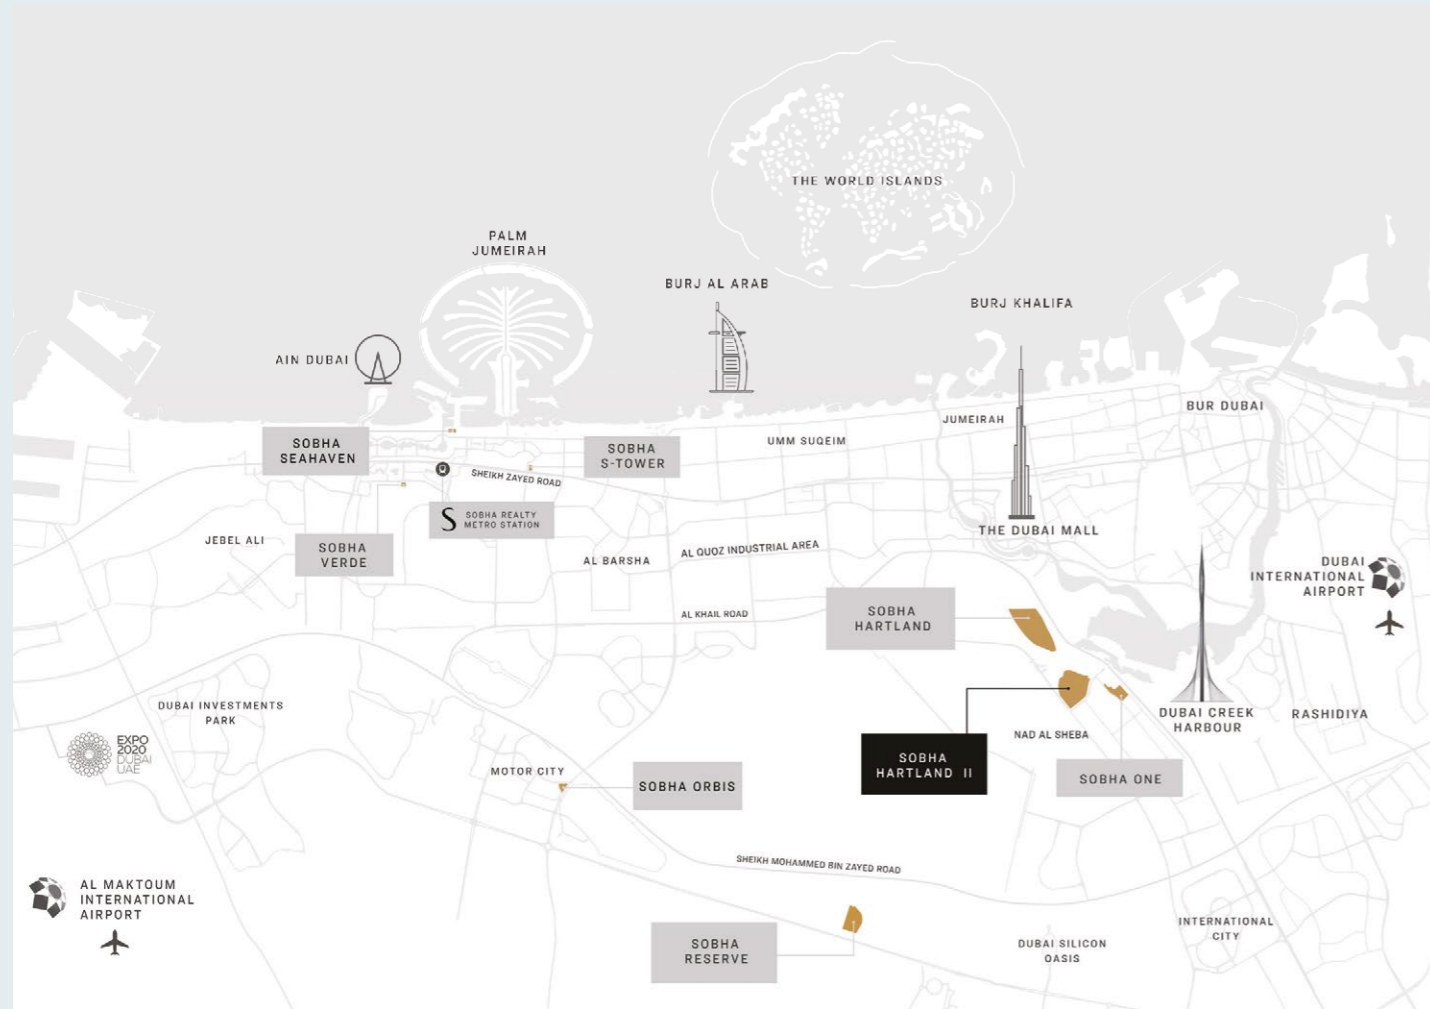 THE WORLD ISLANDS
PALM
JUMEIRAH
BURJ AL ARAB
BURJ KHALIFA
AIN DUBAI
BUR DUBAI
JUMEIRAH
SOBHA
SEAHAVEN
SOBHA
S-TOWER
UMM SUQEIM
SHEIKH ZAYED ROAD
S SOBHA REALTY
METRO STATION
THE DUBAI MALL
JEBEL ALI
SOBHA
VERDE
AL BARSHA
AL QUOZ INDUSTRIAL AREA
DUBAI
INTERNATIONAL
AIRPORT
AL KHAIL ROAD
SOBHA
HARTLAND
DUBAI INVESTMENTS
PARK
DUBAI CREEK
HARBOUR
RASHIDIYA
NAD AL SHEBA
EXPO
2020
DUBAI
UAE
SOBHA
HARTLAND II
MOTOR CITY
SOBHA ORBIS
SOBHA ONE
SHEIKH MOHAMMED BIN ZAYED ROAD
AL MAKTOUM
INTERNATIONAL
AIRPORT
SOBHA
RESERVE
DUBAI SILICON
OASIS
INTERNATIONAL
CITY